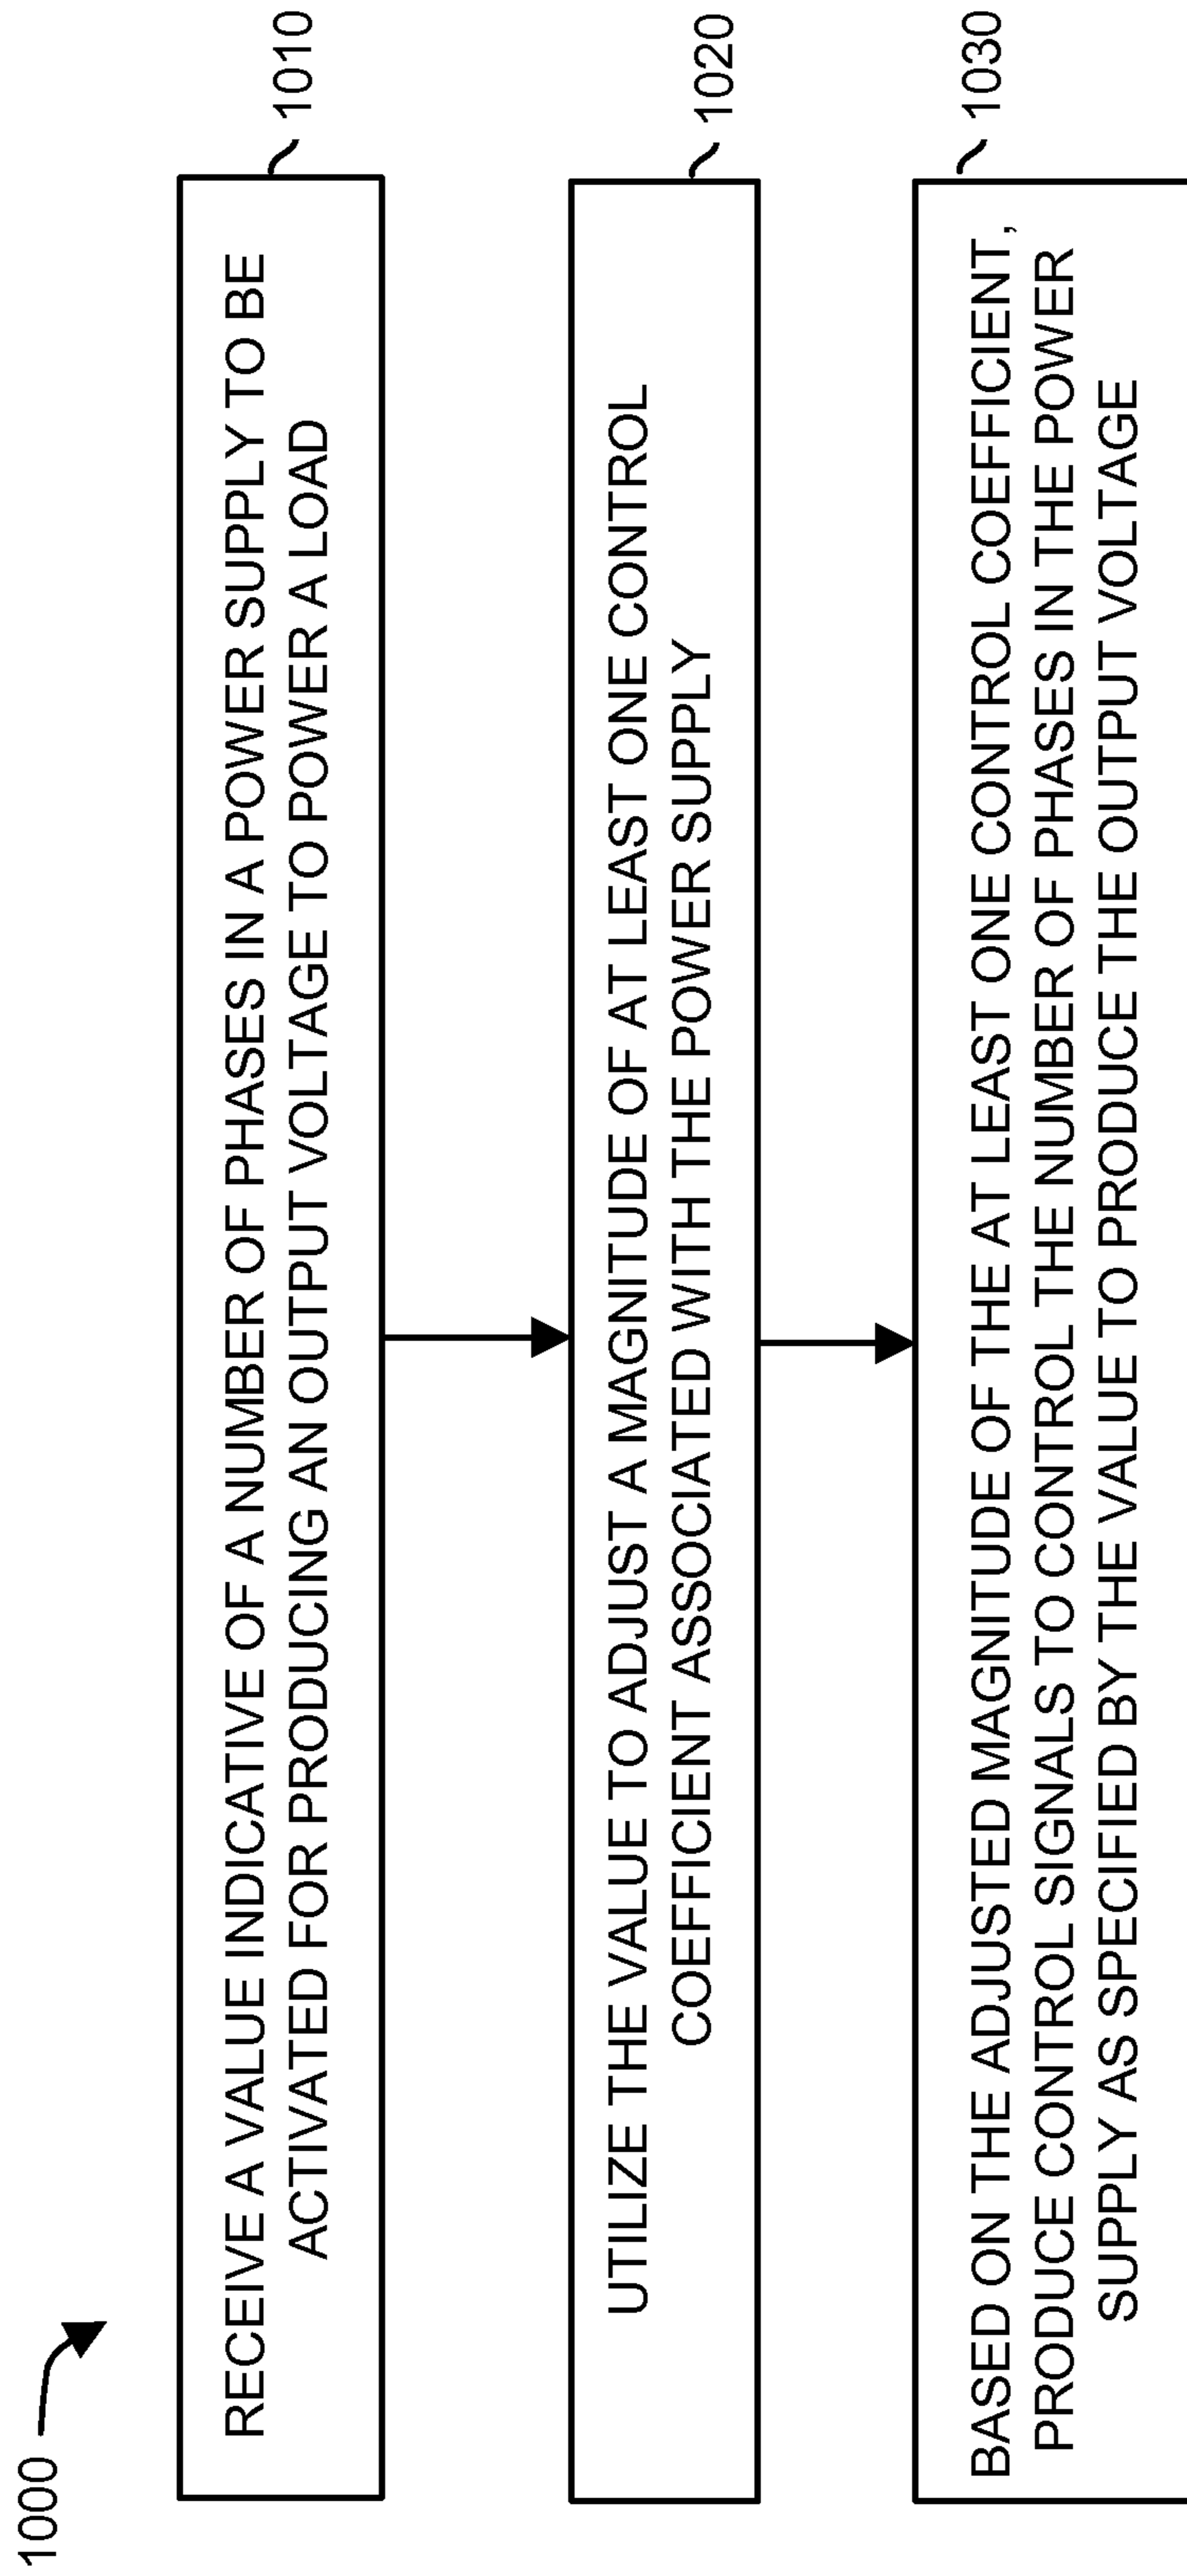 1000
RECEIVE A VALUE INDICATIVE OF A NUMBER OF PHASES IN A POWER SUPPLY TO BE
ACTIVATED FOR PRODUCING AN OUTPUT VOLTAGE TO POWER A LOAD
1010
UTILIZE THE VALUE TO ADJUST A MAGNITUDE OF AT LEAST ONE CONTROL
COEFFICIENT ASSOCIATED WITH THE POWER SUPPLY
1020
BASED ON THE ADJUSTED MAGNITUDE OF THE AT LEAST ONE CONTROL COEFFICIENT,
PRODUCE CONTROL SIGNALS TO CONTROL THE NUMBER OF PHASES IN THE POWER
SUPPLY AS SPECIFIED BY THE VALUE TO PRODUCE THE OUTPUT VOLTAGE
1030